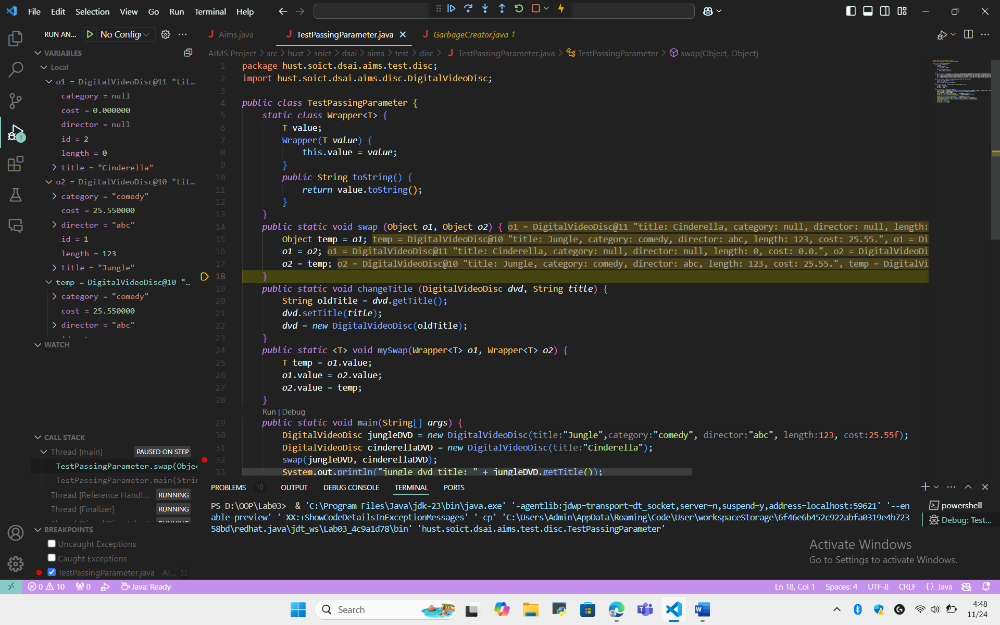 File Edit Selection View Go Run Terminal Help
RUN AN... No Config
Aims.java TestPassingParameter.java GarbageCreator.java 1
AIMS Project > src > hust > soict > dsai > aims > test > disc > TestPassingParameter.java > TestPassingParameter > swap(Object, Object)
VARIABLES
Local
o1 = DigitalVideoDisc@11 "tit...
category = null
cost = 0.000000
director = null
id = 2
length = 0
title = "Cinderella"
o2 = DigitalVideoDisc@10 "tit...
category = "comedy"
cost = 25.550000
director = "abc"
id = 1
length = 123
title = "Jungle"
temp = DigitalVideoDisc@10 "...
category = "comedy"
cost = 25.550000
director = "abc"
WATCH
CALL STACK
Thread [main] PAUSED ON STEP
TestPassingParameter.swap(Objec
TestPassingParameter.main(Strin
Thread [Reference Handl... RUNNING
Thread [Finalizer] RUNNING
BREAKPOINTS
Uncaught Exceptions
Caught Exceptions
TestPassingParameter.java AI... 32
1 package hust.soict.dsai.aims.test.disc;
2 import hust.soict.dsai.aims.disc.DigitalVideoDisc;
3
4 public class TestPassingParameter {
5 static class Wrapper<T> {
6 T value;
7 Wrapper(T value) {
8 this.value = value;
9 }
10 public String toString() {
11 return value.toString();
12 }
13 }
14 public static void swap (Object o1, Object o2) { o1 = DigitalVideoDisc@11 "title: Cinderella, category: null, director: null, length:
15 Object temp = o1; temp = DigitalVideoDisc@10 "title: Jungle, category: comedy, director: abc, length: 123, cost: 25.55.", o1 = Di
16 o1 = o2; o1 = DigitalVideoDisc@11 "title: Cinderella, category: null, director: null, length: 0, cost: 0.0.", o2 = DigitalVideoDi
17 o2 = temp; o2 = DigitalVideoDisc@10 "title: Jungle, category: comedy, director: abc, length: 123, cost: 25.55.", temp = DigitalVi
18 }
19 public static void changeTitle (DigitalVideoDisc dvd, String title) {
20 String oldTitle = dvd.getTitle();
21 dvd.setTitle(title);
22 dvd = new DigitalVideoDisc(oldTitle);
23 }
24 public static <T> void mySwap(Wrapper<T> o1, Wrapper<T> o2) {
25 T temp = o1.value;
26 o1.value = o2.value;
27 o2.value = temp;
28 }
Run | Debug
29 public static void main(String[] args) {
30 DigitalVideoDisc jungleDVD = new DigitalVideoDisc(title:"Jungle",category:"comedy", director:"abc", length:123, cost:25.55f);
31 DigitalVideoDisc cinderellaDVD = new DigitalVideoDisc(title:"Cinderella");
32 swap(jungleDVD, cinderellaDVD);
33 System.out.println("jungle dvd title: " + jungleDVD.getTitle());
PROBLEMS 10 OUTPUT DEBUG CONSOLE TERMINAL PORTS
PS D:\OOP\Lab03> & 'C:\Program Files\Java\jdk-23\bin\java.exe' '-agentlib:jdwp=transport=dt_socket,server=n,suspend=y,address=localhost:59621' '--en
able-preview' '-XX:+ShowCodeDetailsInExceptionMessages' '-cp' 'C:\Users\Admin\AppData\Roaming\Code\User\workspaceStorage\6f46e6b452c922abfa0319e4b723
58bd\redhat.java\jdt_ws\Lab03_4c9a1d78\bin' 'hust.soict.dsai.aims.test.disc.TestPassingParameter'
powershell
Debug: Test...
Activate Windows
Go to Settings to activate Windows.
0 10 0 Java: Ready Ln 18, Col 1 Spaces: 4 UTF-8 CRLF {} Java
Search
4:48
11/24